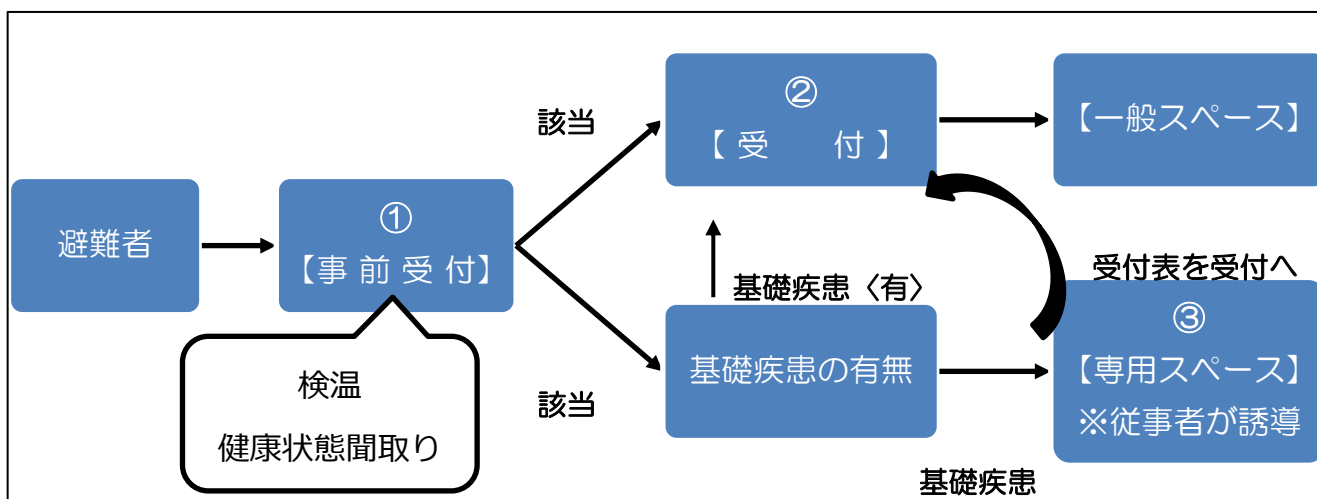 避難者
①
【事 前 受 付】
検温
健康状態聞取り
該当
該当
②
【 受　　付 】
【一般スペース】
基礎疾患〈有〉
基礎疾患の有無
受付表を受付へ
③
【専用スペース】
※従事者が誘導
基礎疾患